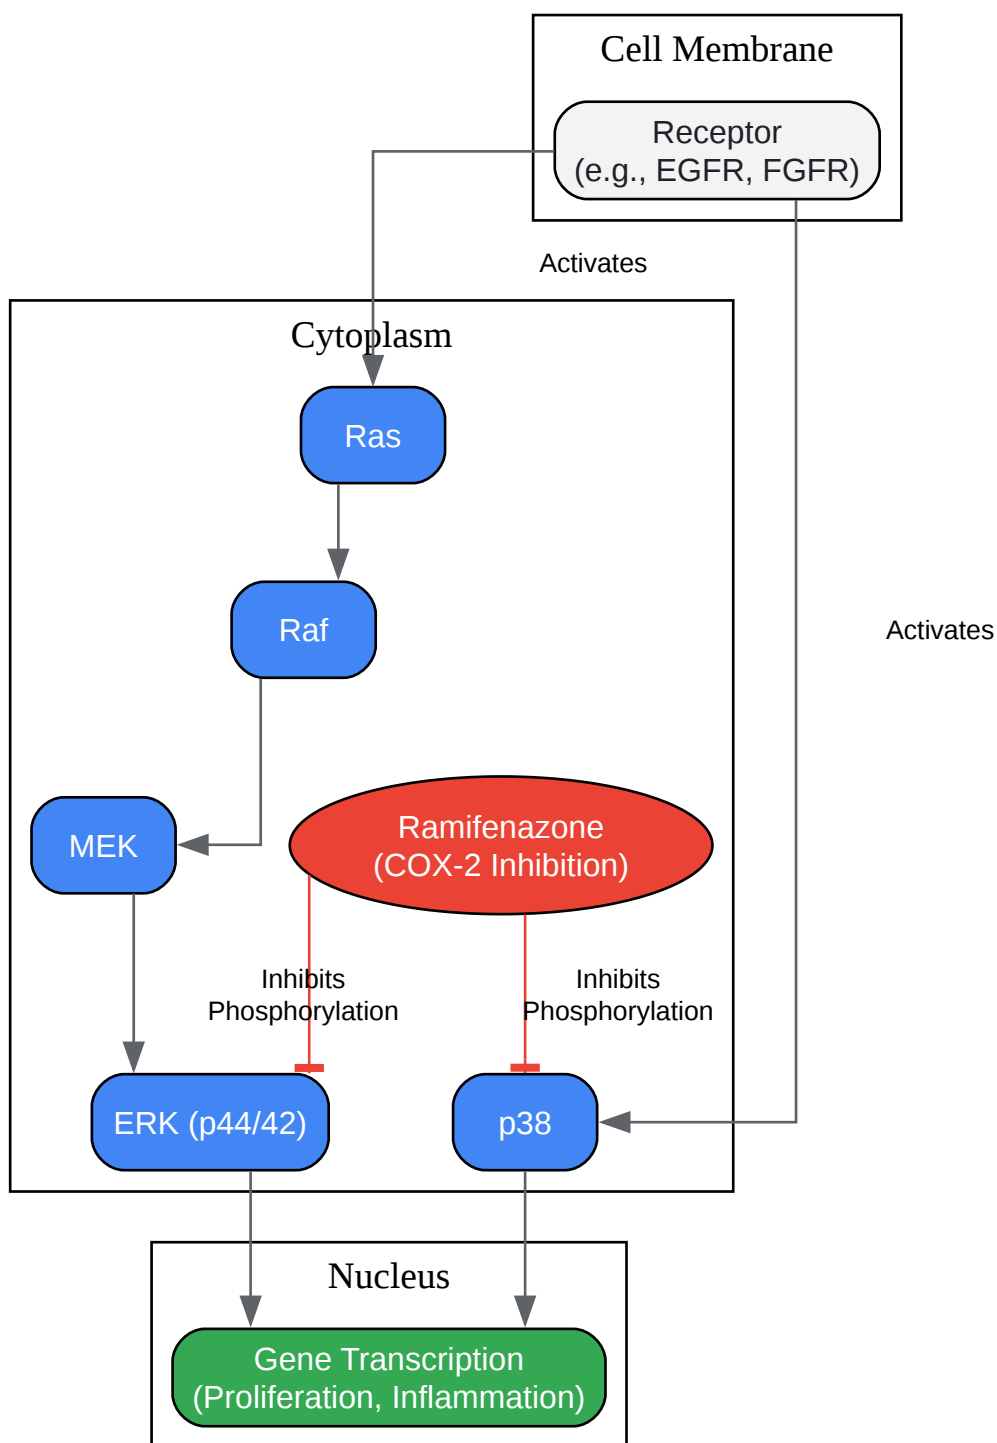 Cell Membrane
Receptor
(e.g., EGFR, FGFR)
Activates
Cytoplasm
Ras
Raf
Activates
MEK
Ramifenazone
(COX-2 Inhibition)
Inhibits
Phosphorylation
Inhibits
Phosphorylation
ERK (p44/42)
p38
Nucleus
Gene Transcription
(Proliferation, Inflammation)